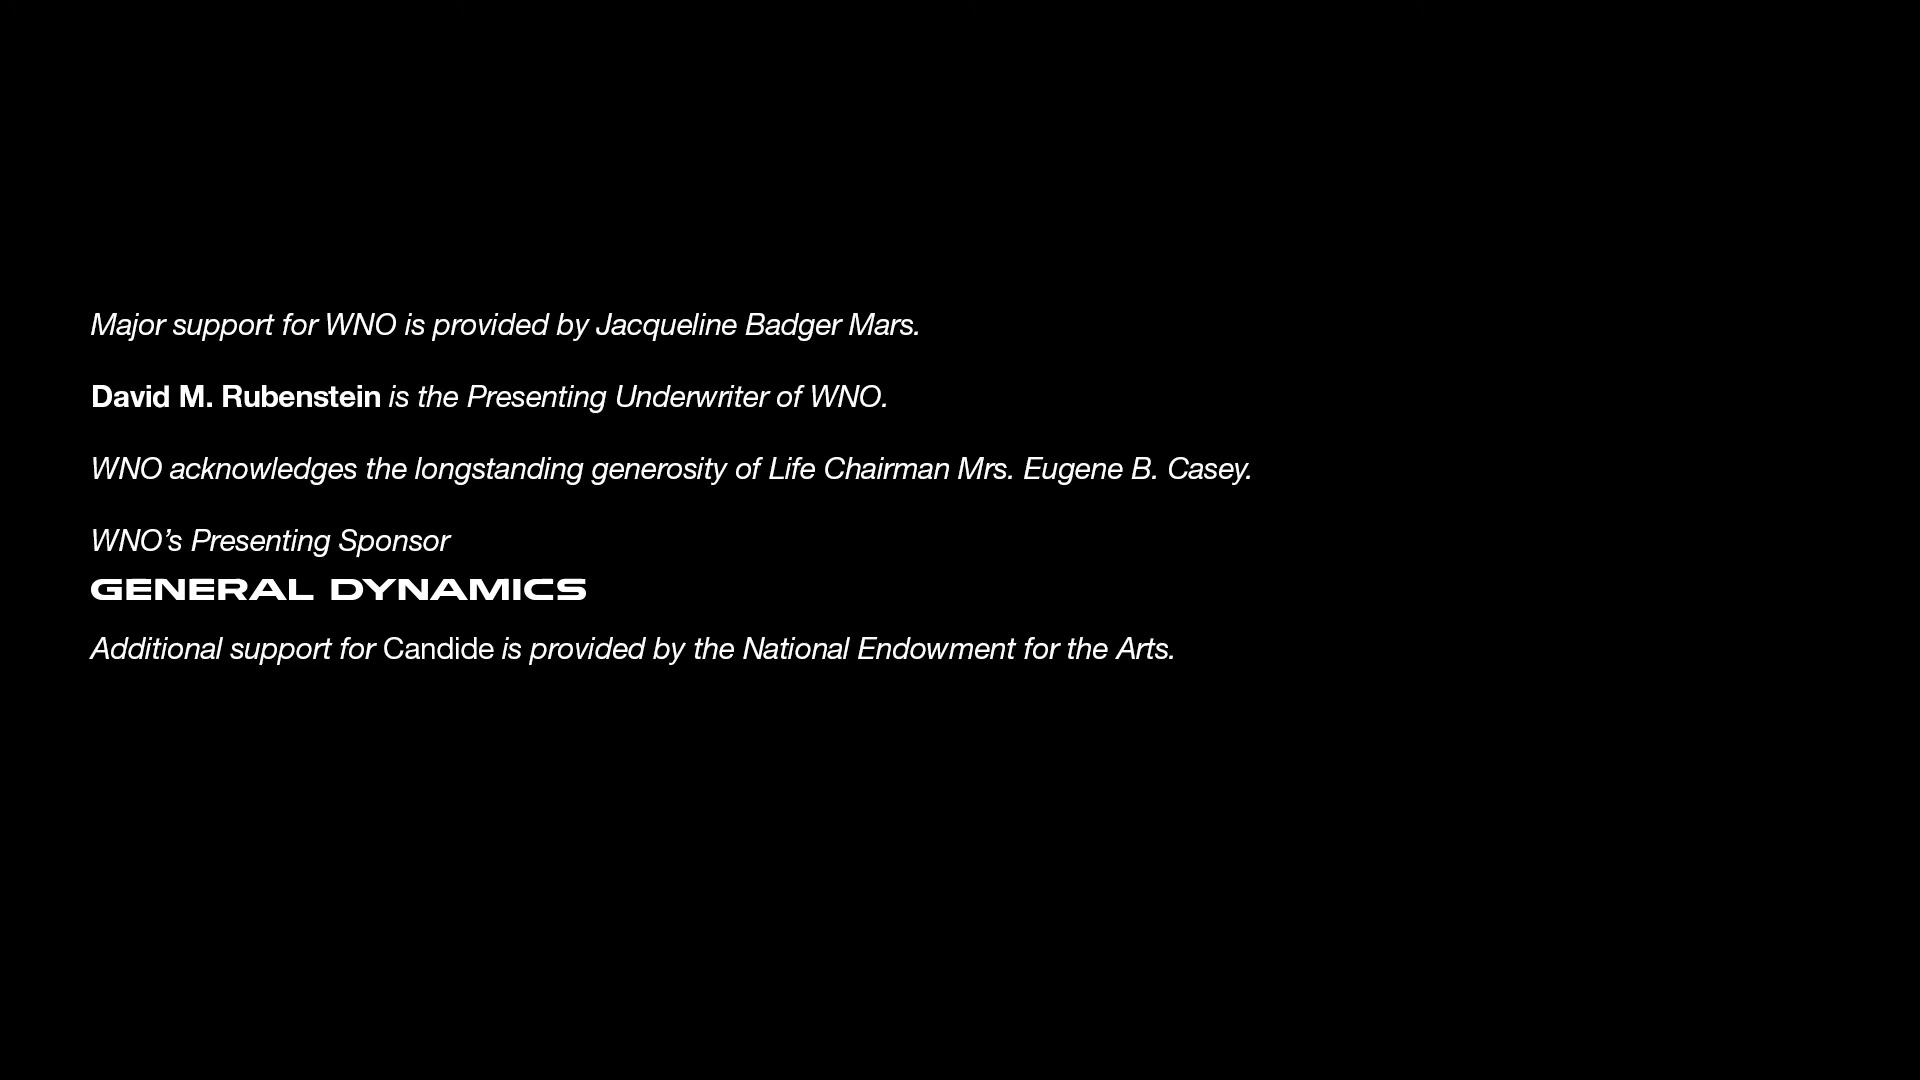 Major support for WNO is provided by Jacqueline Badger Mars.
David M. Rubenstein is the Presenting Underwriter of WNO.
WNO acknowledges the longstanding generosity of Life Chairman Mrs. Eugene B. Casey.
WNO’s Presenting Sponsor
GENERAL DYNAMICS
Additional support for Candide is provided by the National Endowment for the Arts.